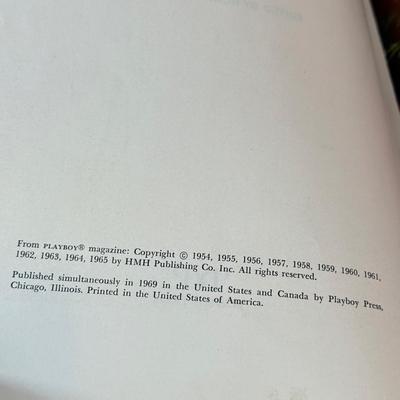 From PLAYBOY® magazine: Copyright © 1954, 1955, 1956, 1957, 1958, 1959, 1960, 1961,
1962, 1963, 1964, 1965 by HMH Publishing Co. Inc. All rights reserved.
Published simultaneously in 1969 in the United States and Canada by Playboy Press,
Chicago, Illinois. Printed in the United States of America.